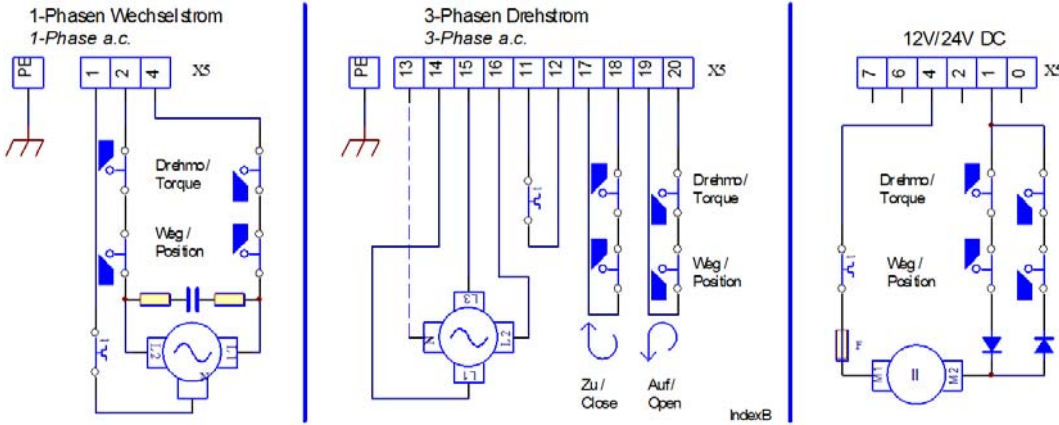 1-Phasen Wechselstrom
1-Phase a.c.
PE
1 2 4 X5
Drehmo/
Torque
Weg /
Position
L2 L1
N
3-Phasen Drehstrom
3-Phase a.c.
PE
13 14 15 16 11 12 17 18 19 20 X5
Drehmo/
Torque
Weg /
Position
L3
N L2
L1
Zu /
Close
Auf/
Open
IndexB
12V/24V DC
7 6 4 2 1 0 X5
Drehmo/
Torque
Weg /
Position
M1 II M2